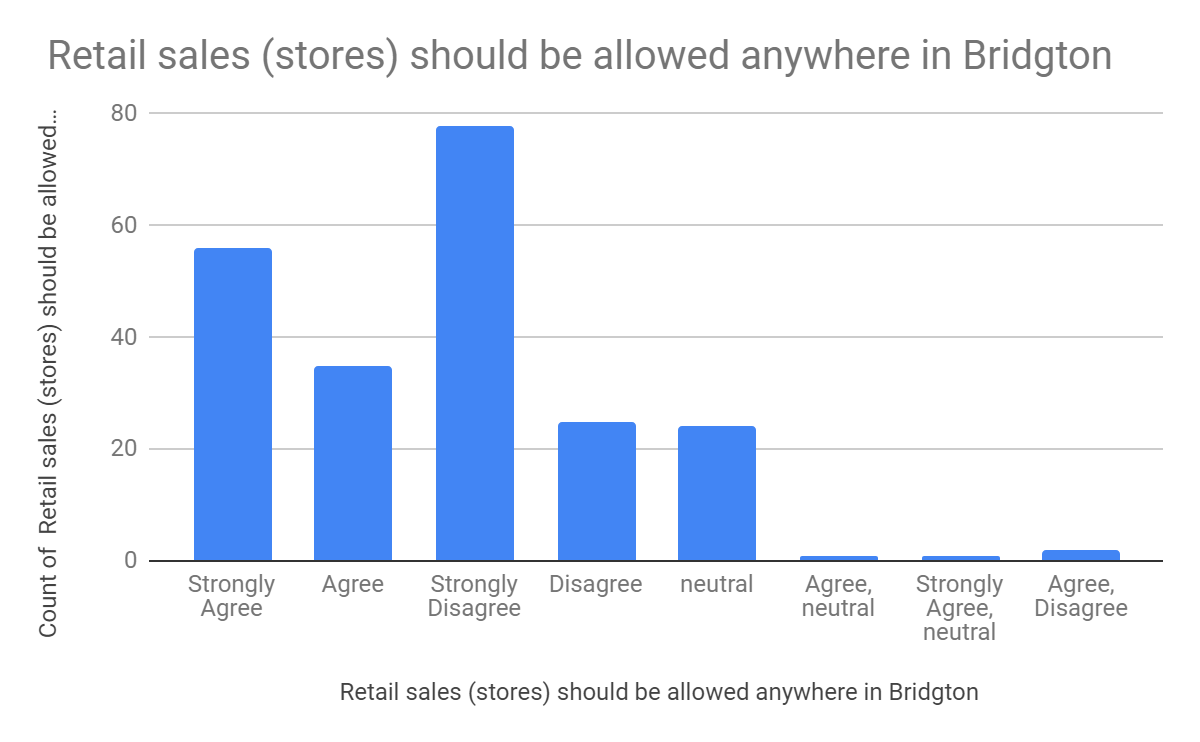 Retail sales (stores) should be allowed anywhere in Bridgton
Count of  Retail sales (stores) should be allowed...
80
60
40
20
0
Strongly
Agree
Agree
Strongly
Disagree
Disagree
neutral
Agree,
neutral
Strongly
Agree,
neutral
Agree,
Disagree
Retail sales (stores) should be allowed anywhere in Bridgton